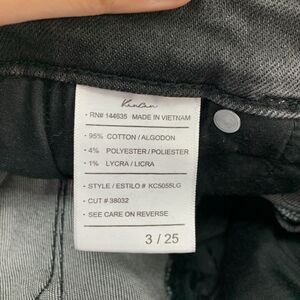 KanCan
· RN# 144635 MADE IN VIETNAM
· 95% COTTON / ALGODON
· 4% POLYESTER / POLIESTER
· 1% LYCRA / LICRA
· STYLE / ESTILO # KC5055LG
· CUT # 38032
· SEE CARE ON REVERSE
3 / 25